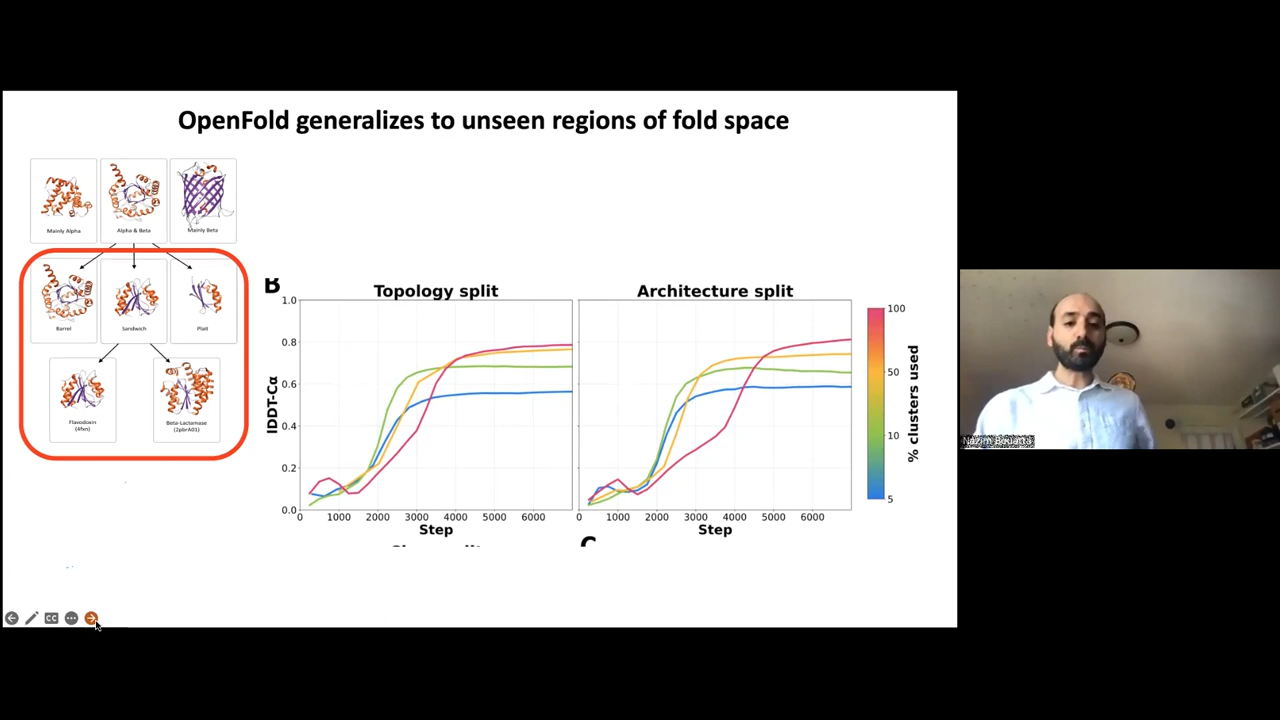 OpenFold generalizes to unseen regions of fold space
Mainly Alpha
Alpha & Beta
Mainly Beta
Barrel
Sandwich
Plait
Flavodoxin
(4fxn)
Beta-Lactamase
(2pbrA01)
B
Topology split
Architecture split
lDDT-Cα
1.0
0.8
0.6
0.4
0.2
0.0
0 1000 2000 3000 4000 5000 6000
Step
0 1000 2000 3000 4000 5000 6000
Step
100
50
10
5
% clusters used
C
CC
Nazim Bouatta